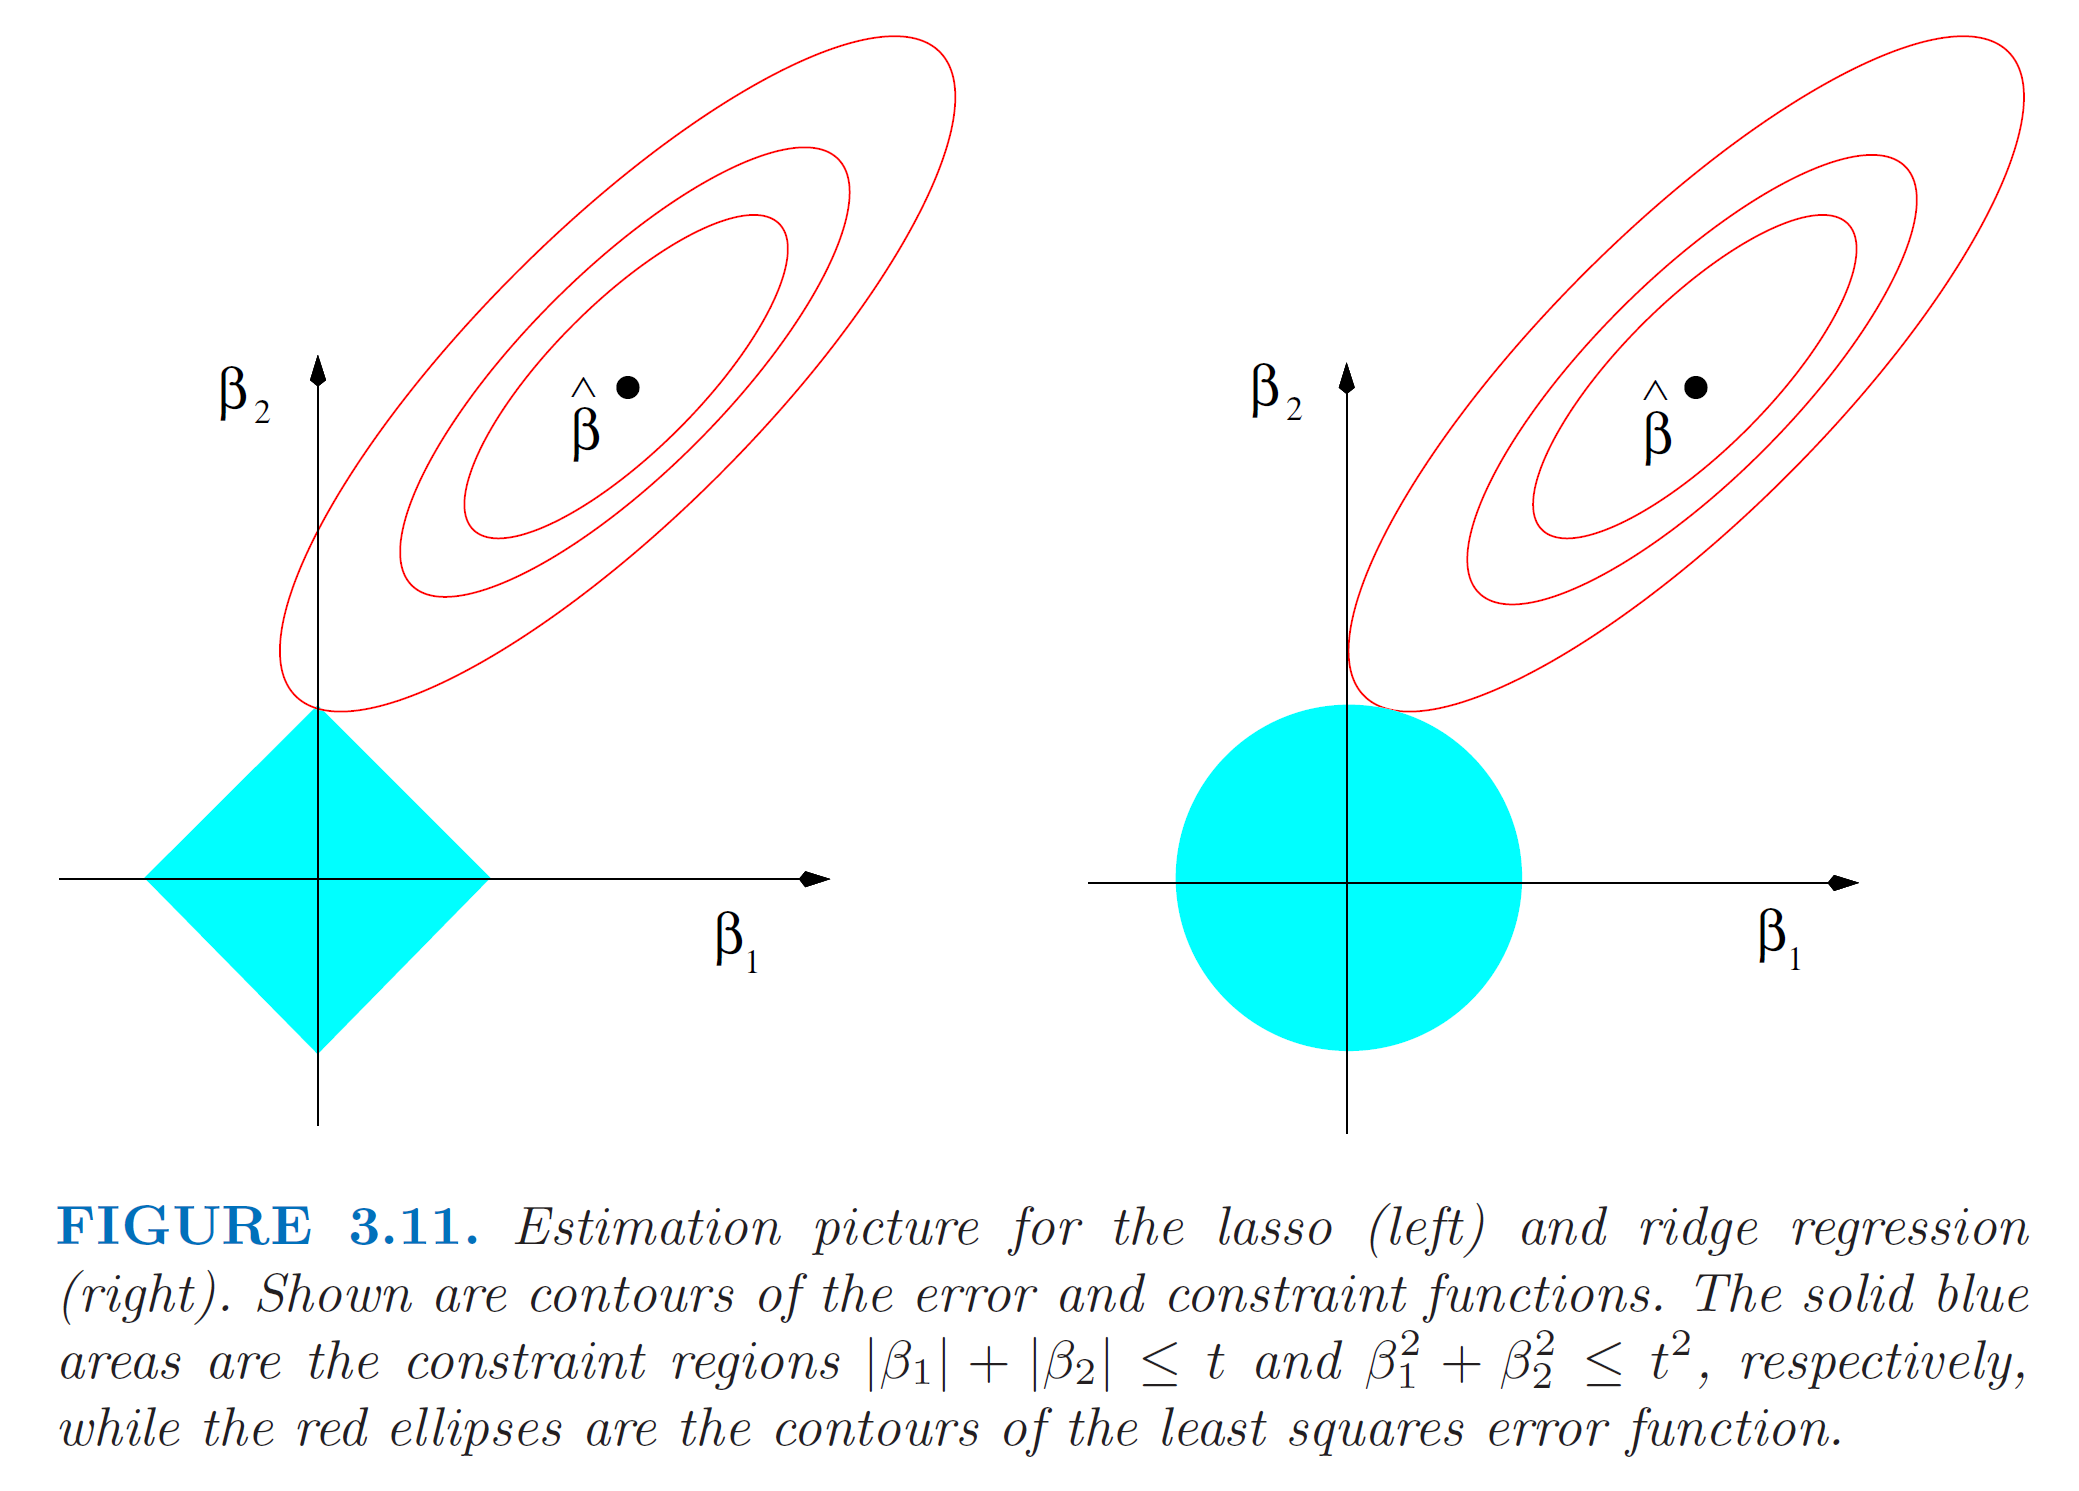 β₂
β̂
β₁
β₂
β̂
β₁
FIGURE 3.11. Estimation picture for the lasso (left) and ridge regression
(right). Shown are contours of the error and constraint functions. The solid blue
areas are the constraint regions |β₁| + |β₂| ≤ t and β₁² + β₂² ≤ t², respectively,
while the red ellipses are the contours of the least squares error function.